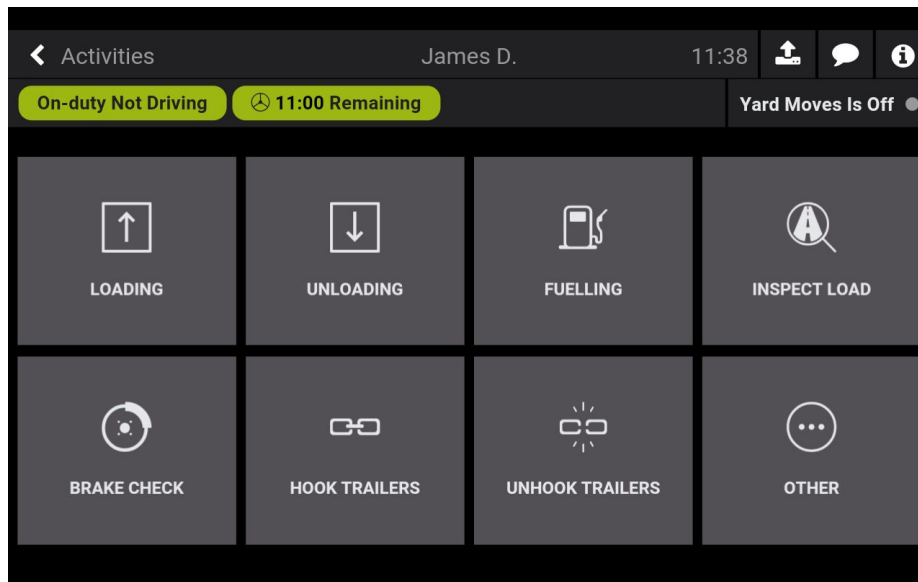 Activities James D. 11:38
On-duty Not Driving 11:00 Remaining Yard Moves Is Off
LOADING UNLOADING FUELLING INSPECT LOAD
BRAKE CHECK HOOK TRAILERS UNHOOK TRAILERS OTHER